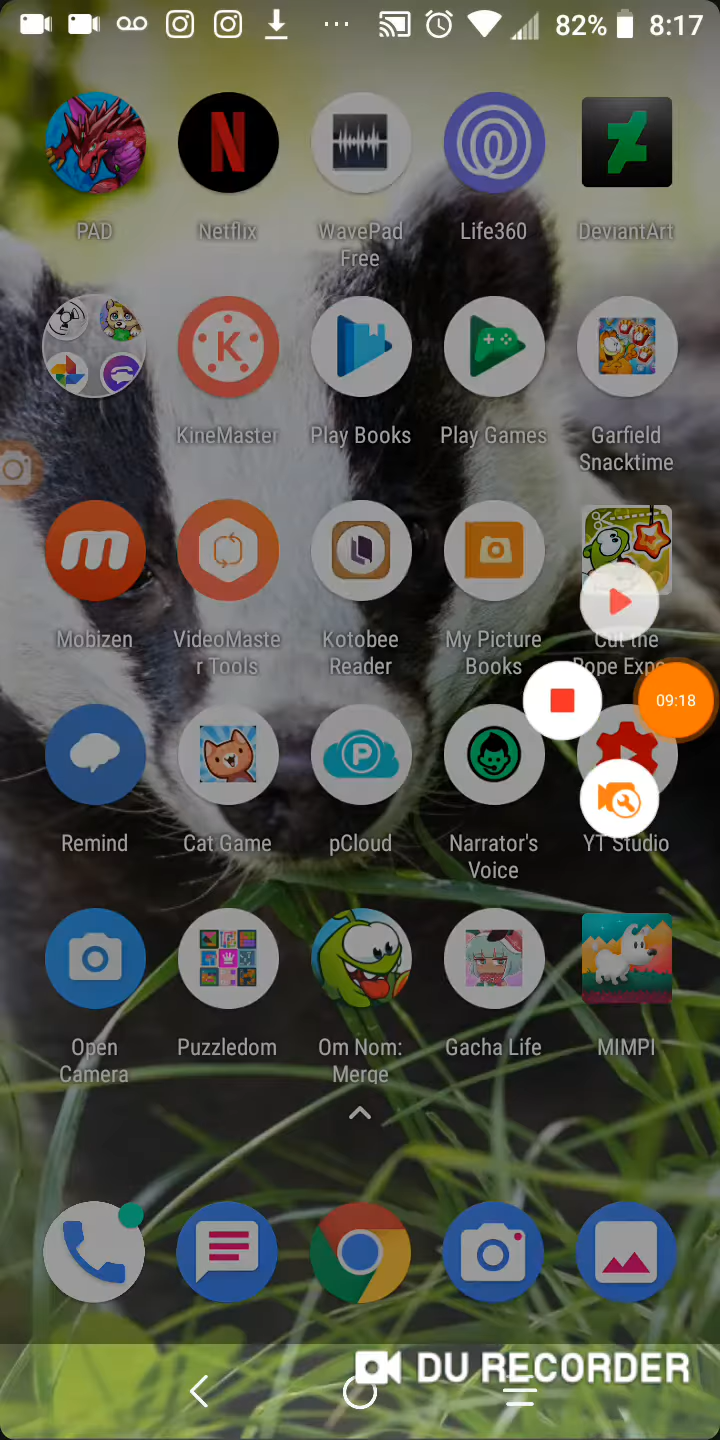 82% 8:17
PAD
Netflix
WavePad
Free
Life360
DeviantArt
KineMaster
Play Books
Play Games
Garfield
Snacktime
Mobizen
VideoMaste
r Tools
Kotobee
Reader
My Picture
Books
Cut the
Rope Expe
09:18
Remind
Cat Game
pCloud
Narrator's
Voice
YT Studio
Open
Camera
Puzzledom
Om Nom:
Merge
Gacha Life
MIMPI
DU RECORDER